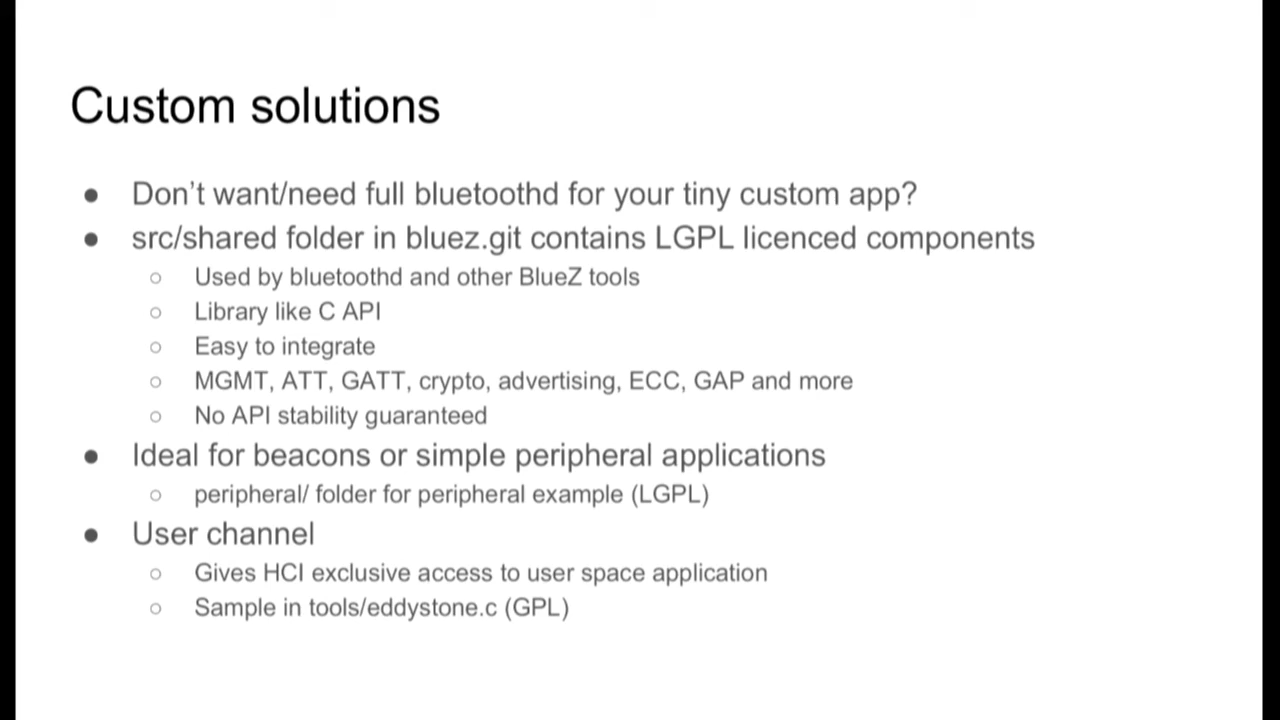 Custom solutions
● Don’t want/need full bluetoothd for your tiny custom app?
● src/shared folder in bluez.git contains LGPL licenced components
○ Used by bluetoothd and other BlueZ tools
○ Library like C API
○ Easy to integrate
○ MGMT, ATT, GATT, crypto, advertising, ECC, GAP and more
○ No API stability guaranteed
● Ideal for beacons or simple peripheral applications
○ peripheral/ folder for peripheral example (LGPL)
● User channel
○ Gives HCI exclusive access to user space application
○ Sample in tools/eddystone.c (GPL)